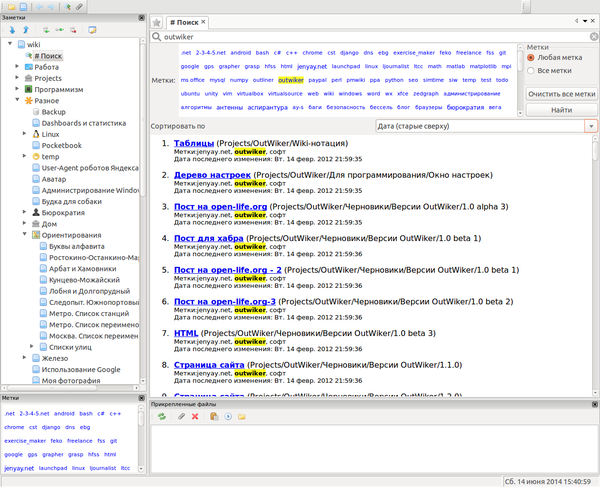 Заметки
wiki
# Поиск
Работа
Projects
Программизм
Разное
Backup
Dashboards и статистика
Linux
Pocketbook
temp
User-Agent роботов Яндекса
Аватар
Администрирование Window
Будка для собаки
Бюрократия
Дом
Ориентирования
Буквы алфавита
Ростокино-Останкино-Мар
Арбат и Хамовники
Кунцево-Можайский
Лобня и Долгопрудный
Следопыт. Южнопортовый
Метро. Список станций
Метро. Список переимено
Москва. Список переимено
Списки улиц
Железо
Использование Google
Моя фотография
Метки
.net 2-3-4-5.net android bash c# c++
chrome cst django dns ebg
exercise_maker feko freelance fss git
google gps grapher grasp hfss html
jenyay.net launchpad linux ljournalist ltcc
# Поиск
outwiker
Метки:
.net 2-3-4-5.net android bash c# c++ chrome cst django dns ebg exercise_maker feko freelance fss git
google gps grapher grasp hfss html jenyay.net launchpad linux ljournalist ltcc math matlab matplotlib mpi
ms office mysql numpy outliner outwiker paypal perl pmwiki ppa python seo simtime siw temp test todo
ubuntu unity vim virtualbox virtualsource web wiki windows word wx xfce zedgraph администрирование
алгоритмы антенны аспирантура ау-s баги безопасность бессель блог браузеры бюрократия вега
Метки
Любая метка
Все метки
Очистить все метки
Найти
Сортировать по
Дата (старые сверху)
1. Таблицы (Projects/OutWiker/Wiki-нотация)
Метки:jenyay.net, outwiker, софт
Дата последнего изменения: Вт. 14 февр. 2012 21:59:35
2. Дерево настроек (Projects/OutWiker/Для программирования/Окно настроек)
Метки:jenyay.net, outwiker, софт
Дата последнего изменения: Вт. 14 февр. 2012 21:59:35
3. Пост на open-life.org (Projects/OutWiker/Черновики/Версии OutWiker/1.0 alpha 3)
Метки:jenyay.net, outwiker, софт
Дата последнего изменения: Вт. 14 февр. 2012 21:59:35
4. Пост для хабра (Projects/OutWiker/Черновики/Версии OutWiker/1.0 beta 1)
Метки:jenyay.net, outwiker, софт
Дата последнего изменения: Вт. 14 февр. 2012 21:59:36
5. Пост на open-life.org - 2 (Projects/OutWiker/Черновики/Версии OutWiker/1.0 beta 1)
Метки:jenyay.net, outwiker, софт
Дата последнего изменения: Вт. 14 февр. 2012 21:59:36
6. Пост на open-life.org-3 (Projects/OutWiker/Черновики/Версии OutWiker/1.0 beta 2)
Метки:jenyay.net, outwiker, софт
Дата последнего изменения: Вт. 14 февр. 2012 21:59:36
7. HTML (Projects/OutWiker/Черновики/Версии OutWiker/1.0 beta 3)
Метки:jenyay.net, outwiker, софт
Дата последнего изменения: Вт. 14 февр. 2012 21:59:36
8. Страница сайта (Projects/OutWiker/Черновики/Версии OutWiker/1.1.0)
Метки:jenyay.net, outwiker, софт
Дата последнего изменения: Вт. 14 февр. 2012 21:59:36
Прикрепленные файлы
Сб. 14 июня 2014 15:40:59